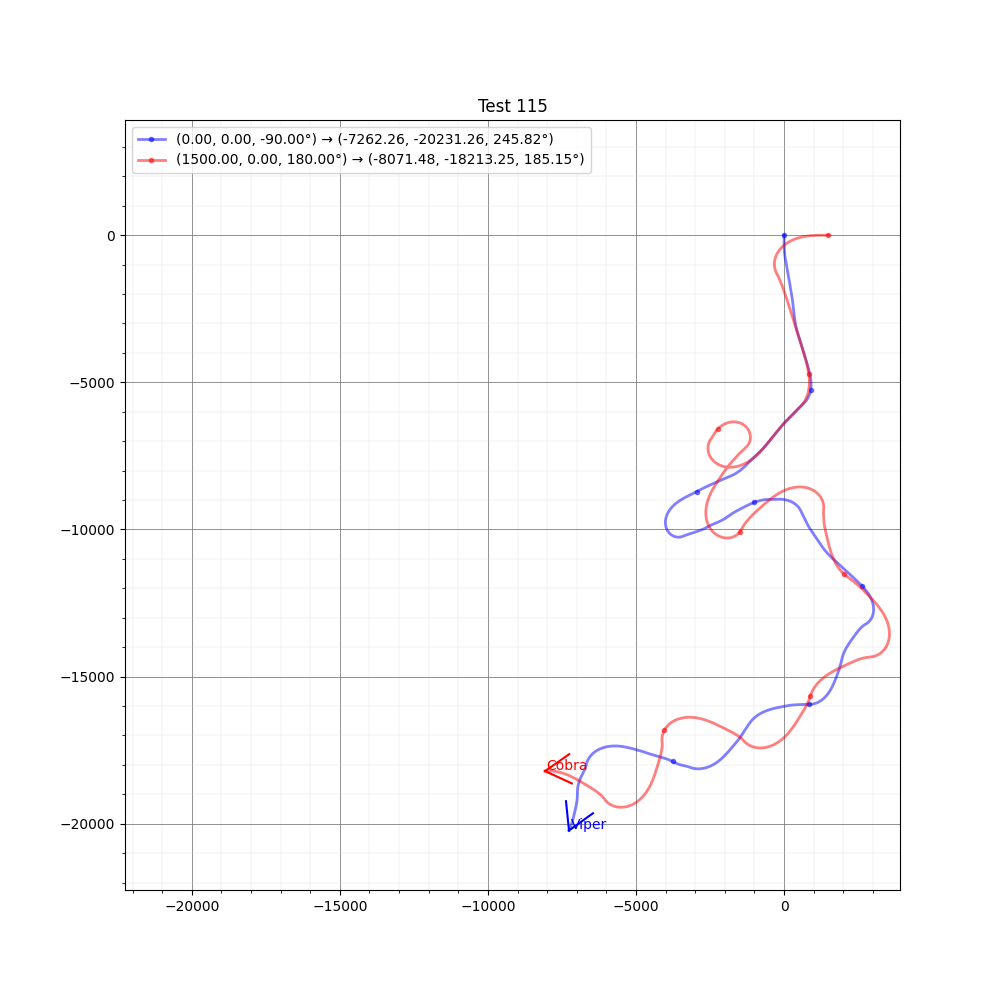 Test 115
(0.00, 0.00, -90.00°) → (-7262.26, -20231.26, 245.82°)
(1500.00, 0.00, 180.00°) → (-8071.48, -18213.25, 185.15°)
0
−5000
−10000
−15000
−20000
Cobra
Viper
−20000 −15000 −10000 −5000 0